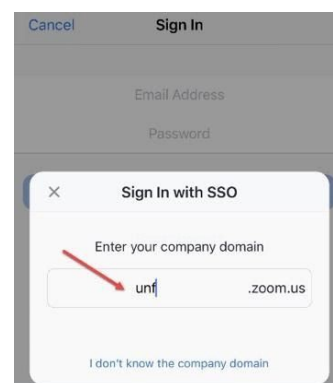 Cancel Sign In
Email Address
Password
Sign In with SSO
Enter your company domain
unf .zoom.us
I don't know the company domain